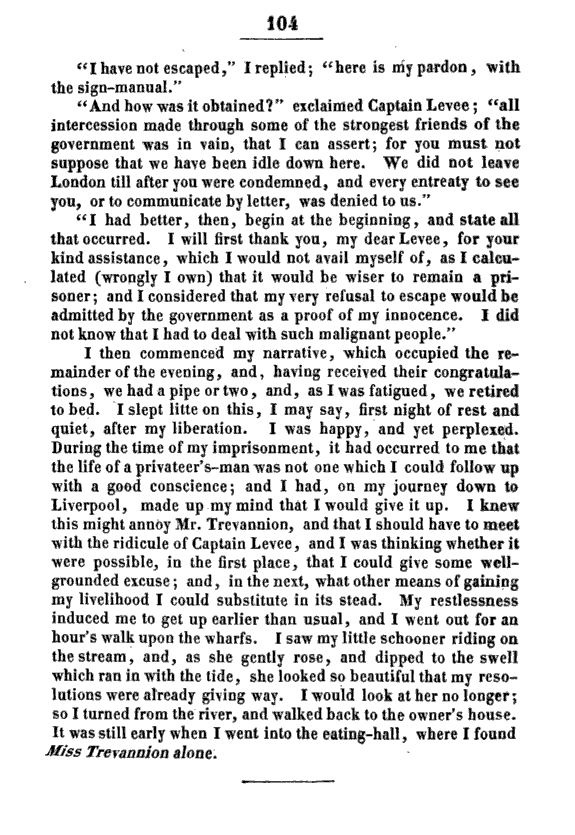 104
“I have not escaped,” I replied; “here is my pardon, with
the sign-manual.”
“And how was it obtained?” exclaimed Captain Levee; “all
intercession made through some of the strongest friends of the
government was in vain, that I can assert; for you must not
suppose that we have been idle down here. We did not leave
London till after you were condemned, and every entreaty to see
you, or to communicate by letter, was denied to us.”
“I had better, then, begin at the beginning, and state all
that occurred. I will first thank you, my dear Levee, for your
kind assistance, which I would not avail myself of, as I calcu-
lated (wrongly I own) that it would be wiser to remain a pri-
soner; and I considered that my very refusal to escape would be
admitted by the government as a proof of my innocence. I did
not know that I had to deal with such malignant people.”
I then commenced my narrative, which occupied the re-
mainder of the evening, and, having received their congratula-
tions, we had a pipe or two, and, as I was fatigued, we retired
to bed. I slept litte on this, I may say, first night of rest and
quiet, after my liberation. I was happy, and yet perplexed.
During the time of my imprisonment, it had occurred to me that
the life of a privateer’s-man was not one which I could follow up
with a good conscience; and I had, on my journey down to
Liverpool, made up my mind that I would give it up. I knew
this might annoy Mr. Trevannion, and that I should have to meet
with the ridicule of Captain Levee, and I was thinking whether it
were possible, in the first place, that I could give some well-
grounded excuse; and, in the next, what other means of gaining
my livelihood I could substitute in its stead. My restlessness
induced me to get up earlier than usual, and I went out for an
hour’s walk upon the wharfs. I saw my little schooner riding on
the stream, and, as she gently rose, and dipped to the swell
which ran in with the tide, she looked so beautiful that my reso-
lutions were already giving way. I would look at her no longer;
so I turned from the river, and walked back to the owner’s house.
It was still early when I went into the eating-hall, where I found
Miss Trevannion alone.